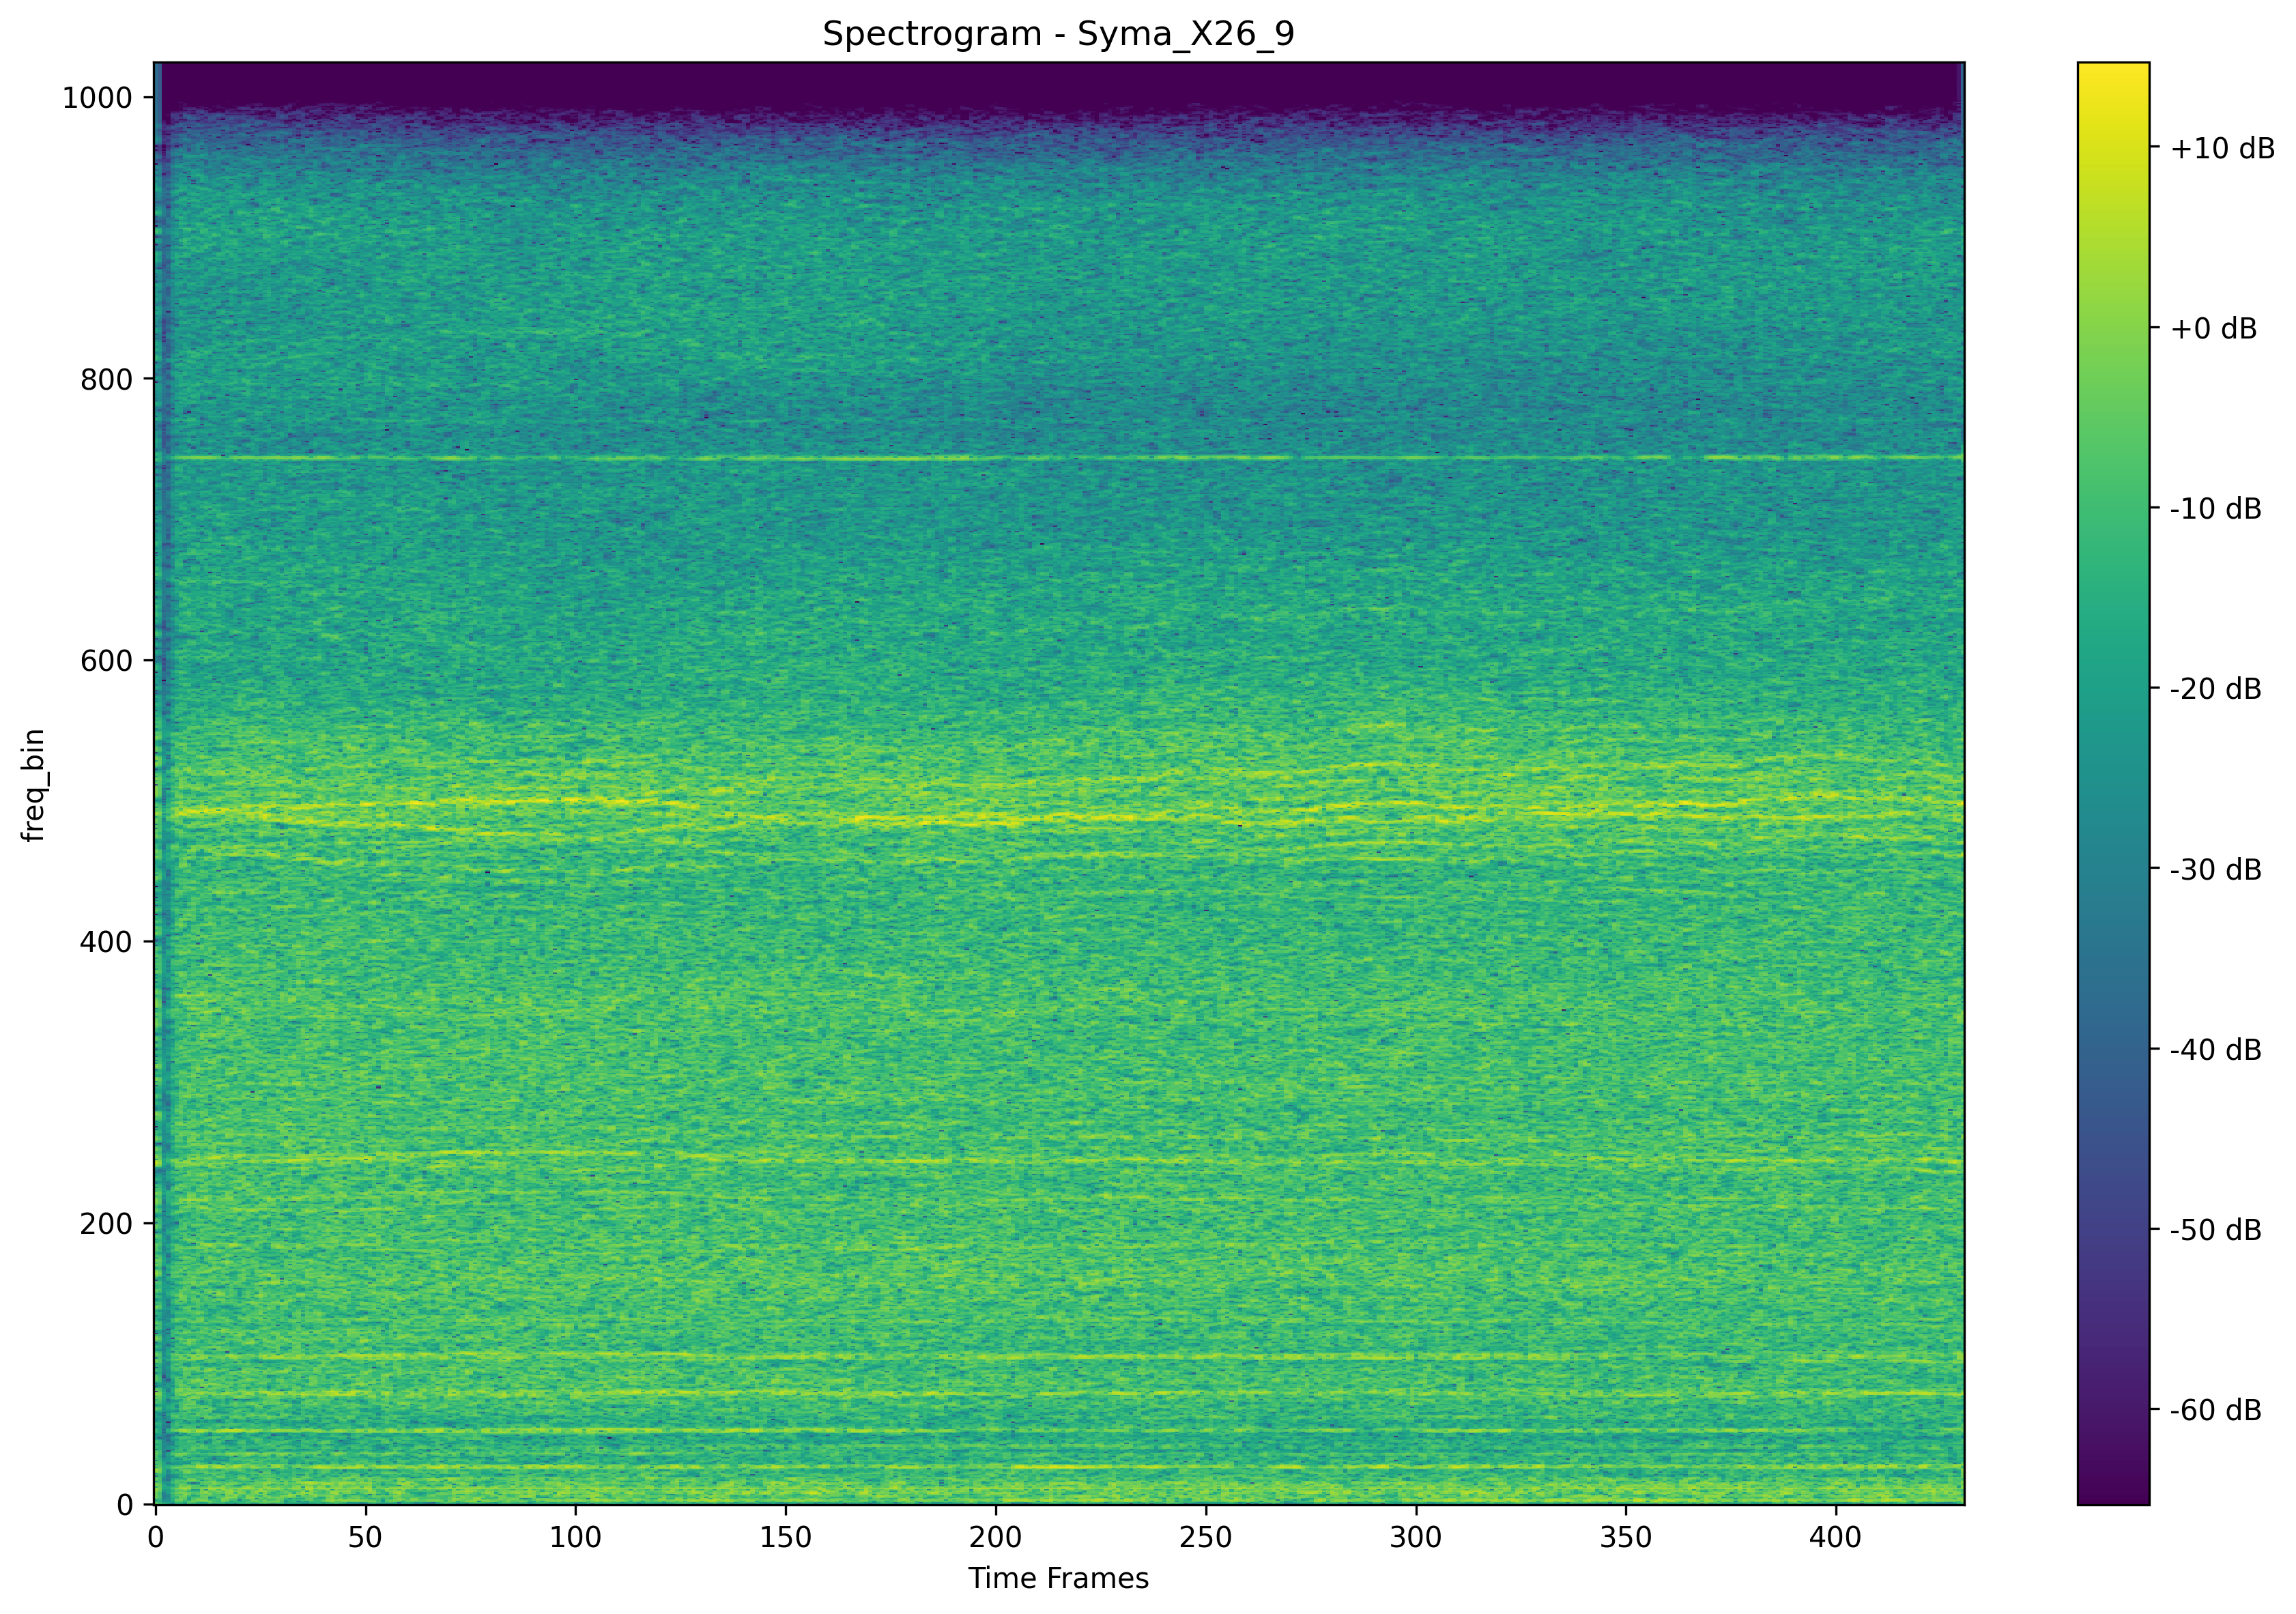 Spectrogram - Syma_X26_9
1000
800
600
400
200
0
freq_bin
0 50 100 150 200 250 300 350 400
Time Frames
+10 dB
+0 dB
-10 dB
-20 dB
-30 dB
-40 dB
-50 dB
-60 dB